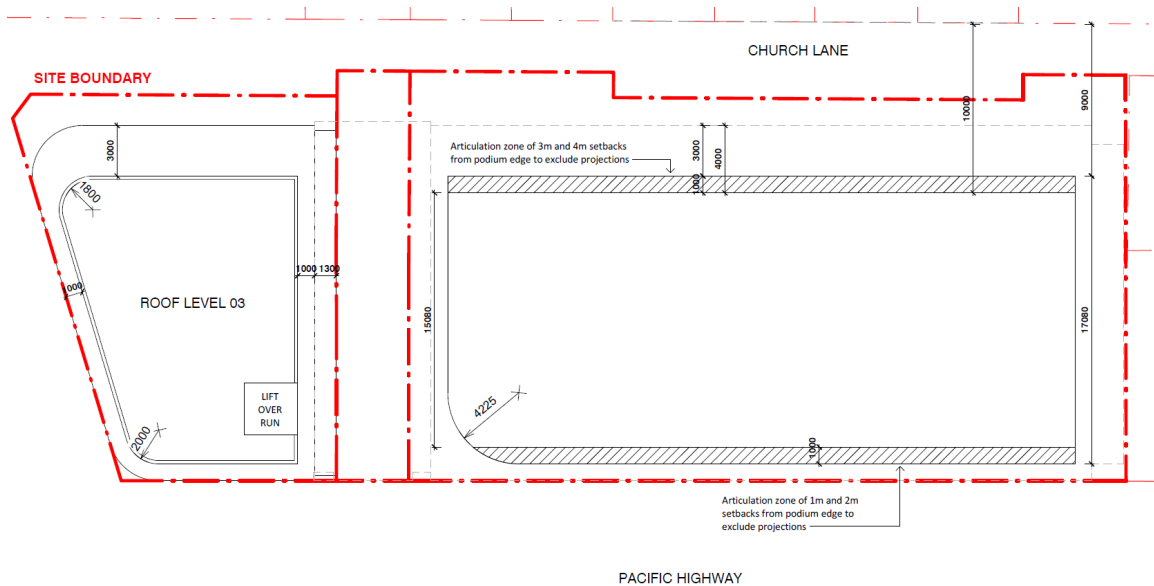 CHURCH LANE
SITE BOUNDARY
9000
10000
3000
Articulation zone of 3m and 4m setbacks
from podium edge to exclude projections
3000
4000
1000
1800
1000 1300
1000
ROOF LEVEL 03
15080
17080
LIFT
OVER
RUN
4225
2000
1000
Articulation zone of 1m and 2m
setbacks from podium edge to
exclude projections
PACIFIC HIGHWAY